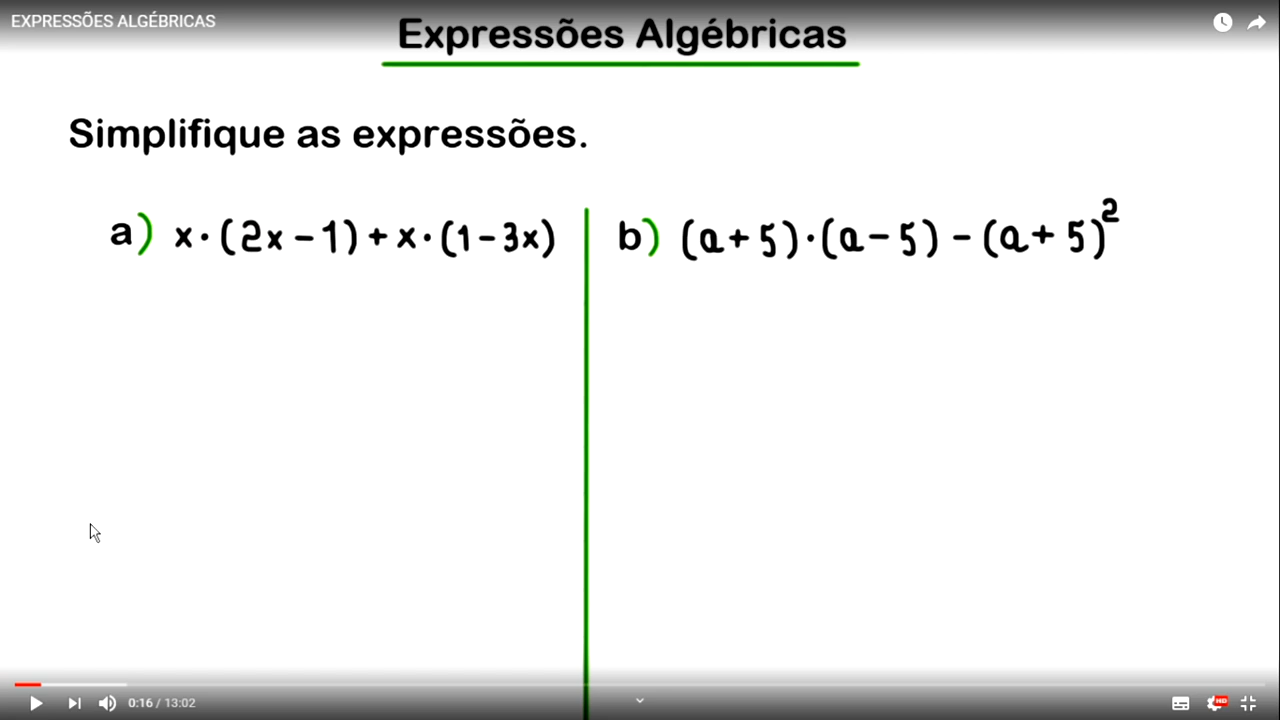 EXPRESSÕES ALGÉBRICAS
Expressões Algébricas
Simplifique as expressões.
a) x·(2x-1)+x·(1-3x)
b) (a+5)·(a-5)-(a+5)²
0:16 / 13:02
HD